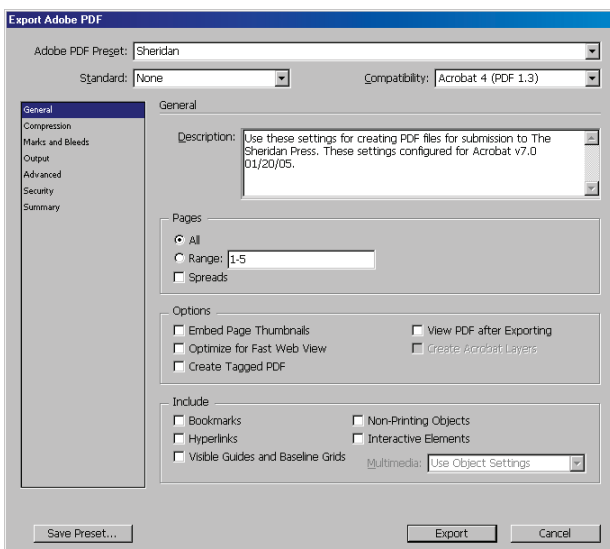 Export Adobe PDF
Adobe PDF Preset: Sheridan
Standard: None Compatibility: Acrobat 4 (PDF 1.3)
General
Compression
Marks and Bleeds
Output
Advanced
Security
Summary
General
Description: Use these settings for creating PDF files for submission to The
Sheridan Press. These settings configured for Acrobat v7.0
01/20/05.
Pages
All
Range: 1-5
Spreads
Options
Embed Page Thumbnails View PDF after Exporting
Optimize for Fast Web View Create Acrobat Layers
Create Tagged PDF
Include
Bookmarks Non-Printing Objects
Hyperlinks Interactive Elements
Visible Guides and Baseline Grids Multimedia: Use Object Settings
Save Preset... Export Cancel